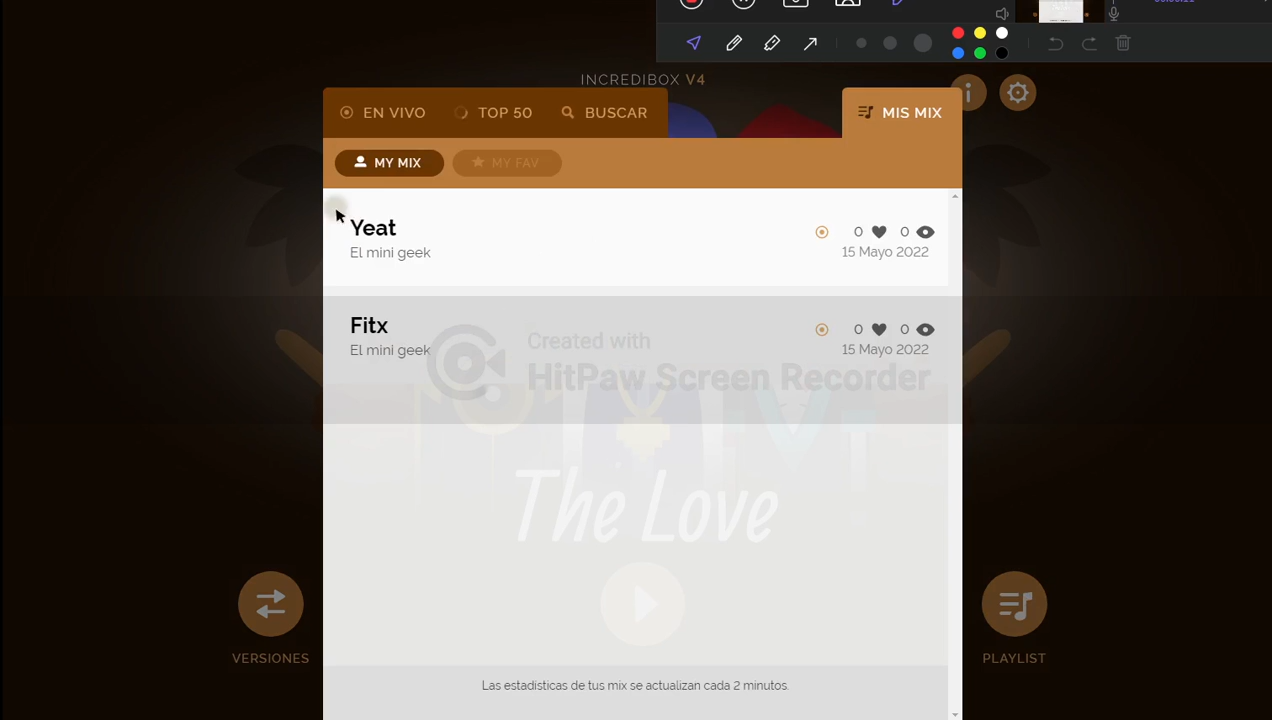 INCREDIBOX V4
EN VIVO
TOP 50
BUSCAR
MIS MIX
MY MIX
MY FAV
Yeat
0
0
El mini geek
15 Mayo 2022
Fitx
0
0
El mini geek
15 Mayo 2022
Created with
HitPaw Screen Recorder
The Love
VERSIONES
PLAYLIST
Las estadisticas de tus mix se actualizan cada 2 minutos.